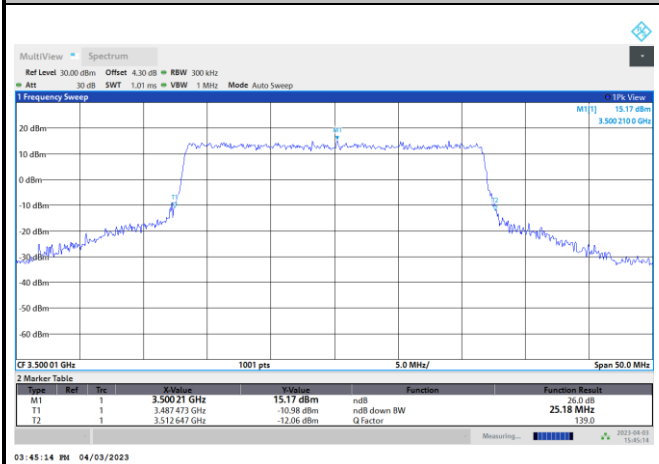 MultiView Spectrum
Ref Level 30.00 dBm Offset 4.30 dB RBW 300 kHz
Att 30 dB SWT 1.01 ms VBW 1 MHz Mode Auto Sweep
1 Frequency Sweep 1Pk View
M1[1] 15.17 dBm
3.500 210 0 GHz
20 dBm
M1
10 dBm
0 dBm
T1
T2
-10 dBm
-20 dBm
-30 dBm
-40 dBm
-50 dBm
-60 dBm
CF 3.500 01 GHz 1001 pts 5.0 MHz/ Span 50.0 MHz
2 Marker Table
Type Ref Trc X-Value Y-Value Function Function Result
M1 1 3.500 21 GHz 15.17 dBm ndB 26.0 dB
T1 1 3.487 473 GHz -10.98 dBm ndB down BW 25.18 MHz
T2 1 3.512 647 GHz -12.06 dBm Q Factor 139.0
Measuring... 2023-04-03
15:45:14
03:45:14 PM 04/03/2023